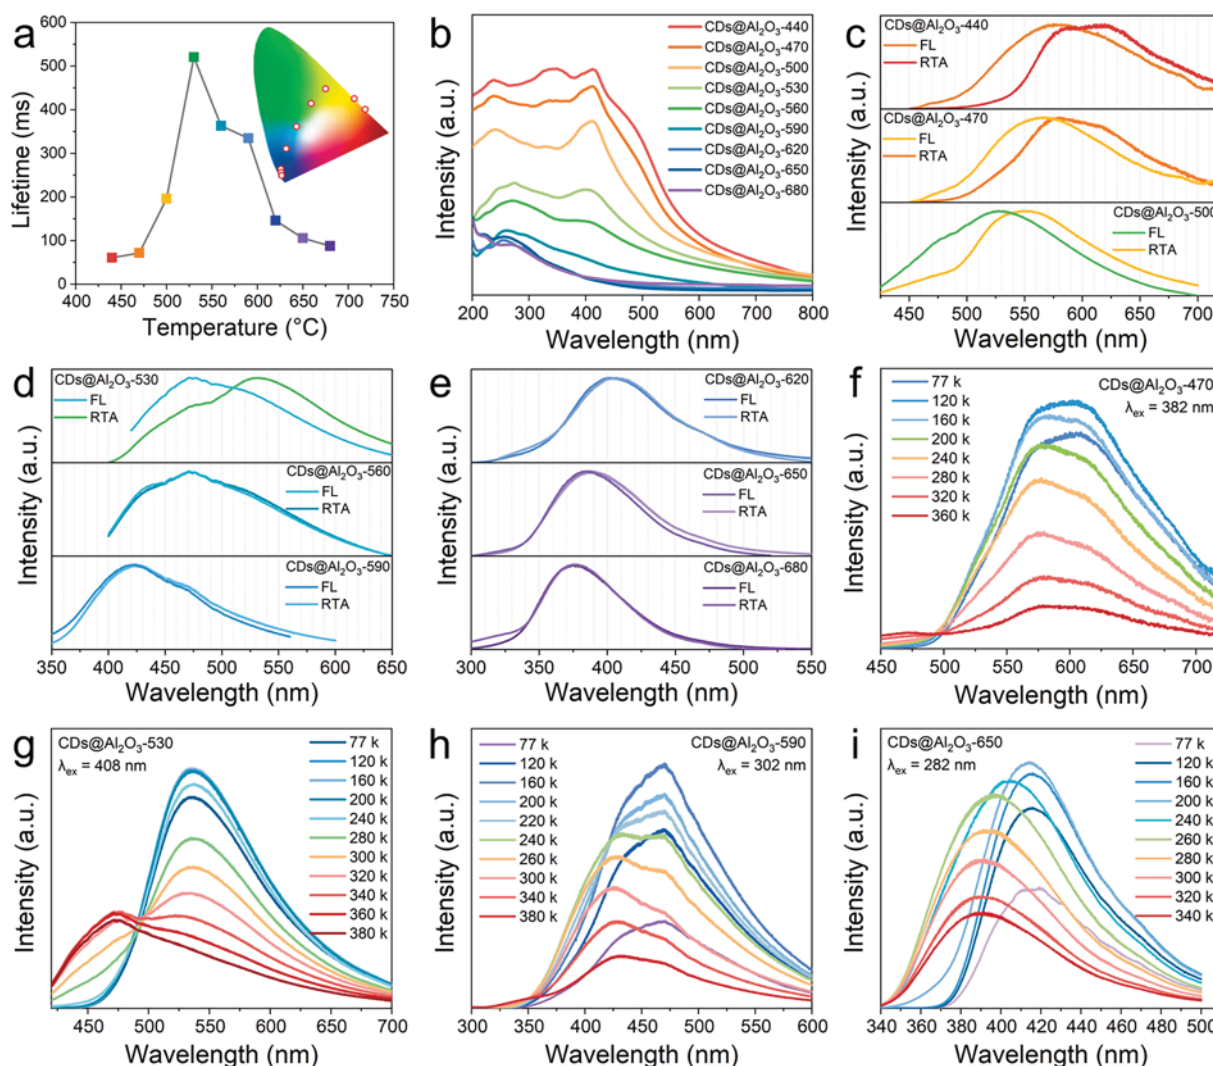 a
Lifetime (ms)
600
500
400
300
200
100
0
400 450 500 550 600 650 700 750
Temperature (°C)
b
Intensity (a.u.)
CDs@Al₂O₃-440
CDs@Al₂O₃-470
CDs@Al₂O₃-500
CDs@Al₂O₃-530
CDs@Al₂O₃-560
CDs@Al₂O₃-590
CDs@Al₂O₃-620
CDs@Al₂O₃-650
CDs@Al₂O₃-680
200 300 400 500 600 700 800
Wavelength (nm)
c
Intensity (a.u.)
CDs@Al₂O₃-440
FL
RTA
CDs@Al₂O₃-470
FL
RTA
CDs@Al₂O₃-500
FL
RTA
450 500 550 600 650 700
Wavelength (nm)
d
Intensity (a.u.)
CDs@Al₂O₃-530
FL
RTA
CDs@Al₂O₃-560
FL
RTA
CDs@Al₂O₃-590
FL
RTA
350 400 450 500 550 600 650
Wavelength (nm)
e
Intensity (a.u.)
CDs@Al₂O₃-620
FL
RTA
CDs@Al₂O₃-650
FL
RTA
CDs@Al₂O₃-680
FL
RTA
300 350 400 450 500 550
Wavelength (nm)
f
Intensity (a.u.)
77 k
120 k
160 k
200 k
240 k
280 k
320 k
360 k
CDs@Al₂O₃-470
λex = 382 nm
450 500 550 600 650 700
Wavelength (nm)
g
Intensity (a.u.)
CDs@Al₂O₃-530
λex = 408 nm
77 k
120 k
160 k
200 k
240 k
280 k
300 k
320 k
340 k
360 k
380 k
450 500 550 600 650 700
Wavelength (nm)
h
Intensity (a.u.)
77 k
120 k
160 k
200 k
220 k
240 k
260 k
300 k
340 k
380 k
CDs@Al₂O₃-590
λex = 302 nm
300 350 400 450 500 550 600
Wavelength (nm)
i
Intensity (a.u.)
CDs@Al₂O₃-650
λex = 282 nm
77 k
120 k
160 k
200 k
240 k
260 k
280 k
300 k
320 k
340 k
340 360 380 400 420 440 460 480 500
Wavelength (nm)